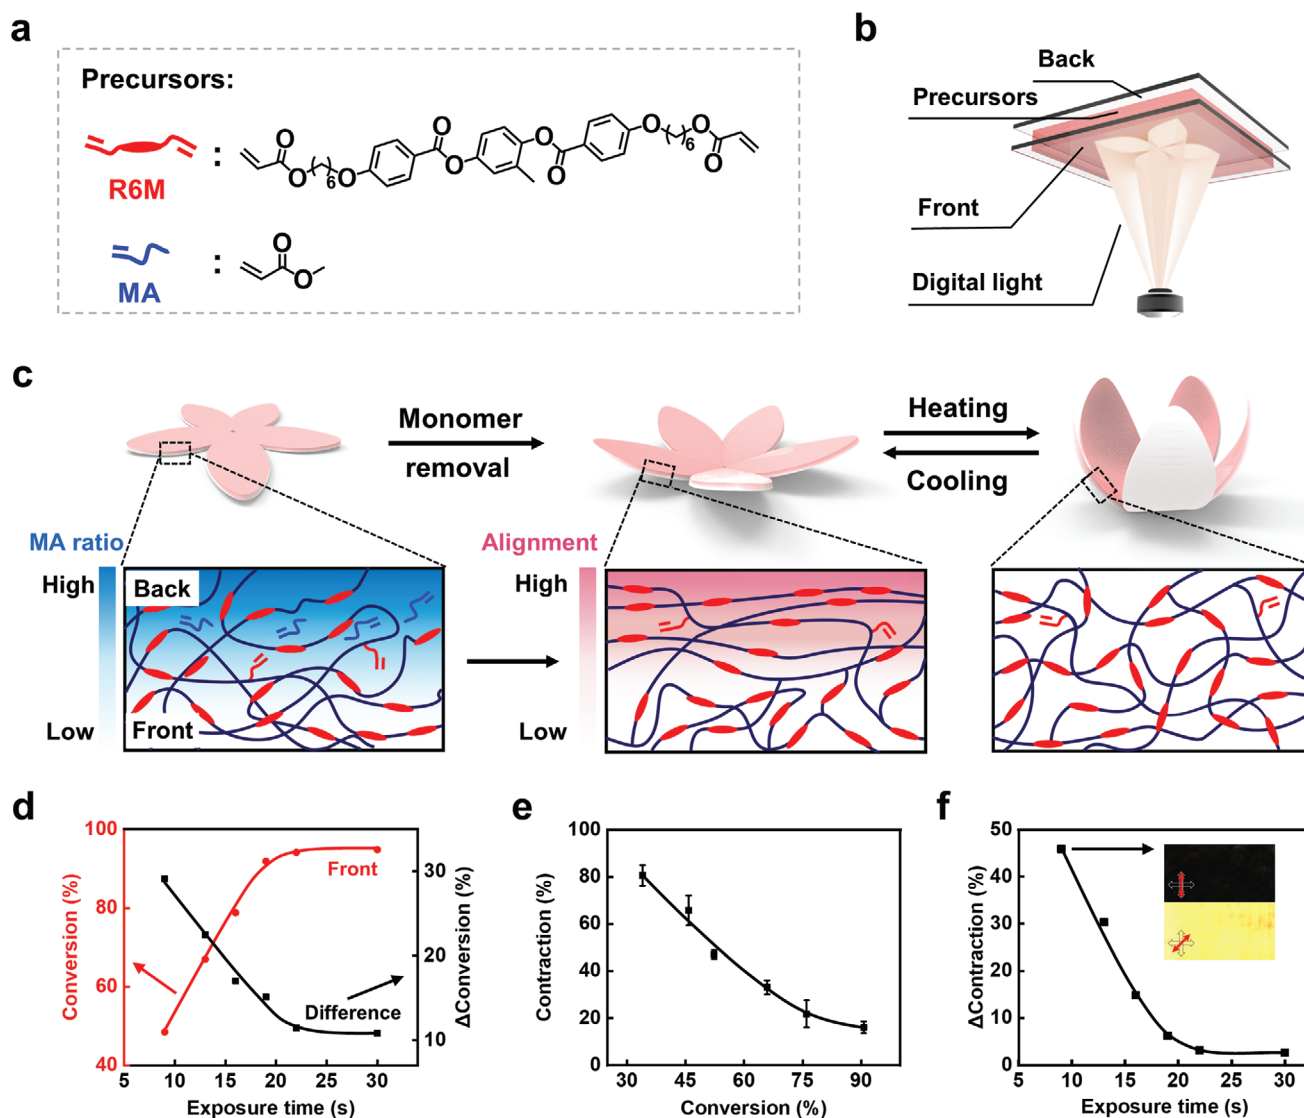 a
Precursors:
R6M
:
O
O
6
O
O
O
O
O
O
6
O
O
MA
:
O
O
b
Back
Precursors
Front
Digital light
c
Monomer
removal
Heating
Cooling
MA ratio
High
Low
Back
Front
Alignment
High
Low
d
Conversion (%)
100
80
60
40
Front
Difference
30
20
10
ΔConversion (%)
5 10 15 20 25 30
Exposure time (s)
e
Contraction (%)
100
80
60
40
20
0
30 45 60 75 90
Conversion (%)
f
ΔContraction (%)
50
40
30
20
10
0
5 10 15 20 25 30
Exposure time (s)